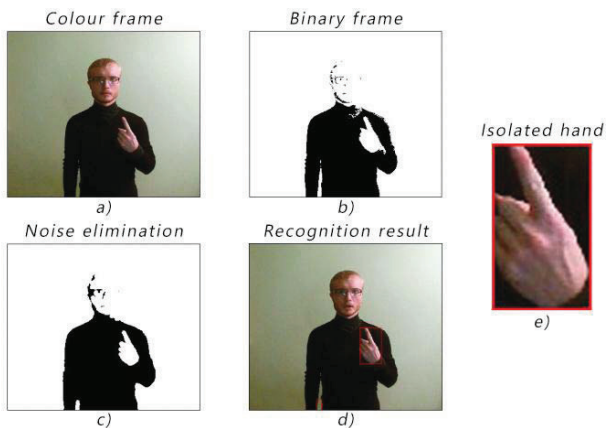 Colour frame
Binary frame
a)
b)
Isolated hand
Noise elimination
Recognition result
e)
c)
d)